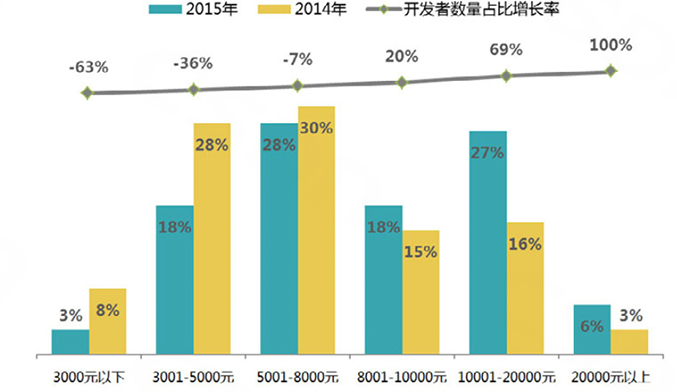 2015年 2014年 开发者数量占比增长率
-63% -36% -7% 20% 69% 100%
3% 8% 18% 28% 28% 30% 18% 15% 27% 16% 6% 3%
3000元以下 3001-5000元 5001-8000元 8001-10000元 10001-20000元 20000元以上